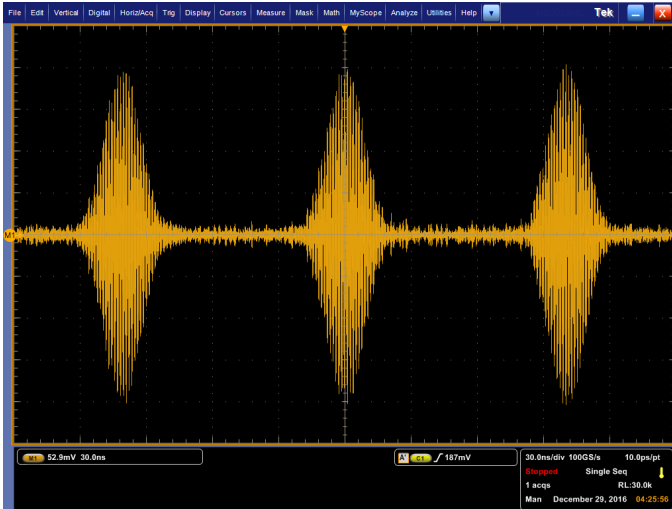 File Edit Vertical Digital Horiz/Acq Trig Display Cursors Measure Mask Math MyScope Analyze Utilities Help Tek X
M1
M1 52.9mV 30.0ns
A' C1 187mV
30.0ns/div 100GS/s 10.0ps/pt
Stopped Single Seq
1 acqs RL:30.0k
Man December 29, 2016 04:25:56